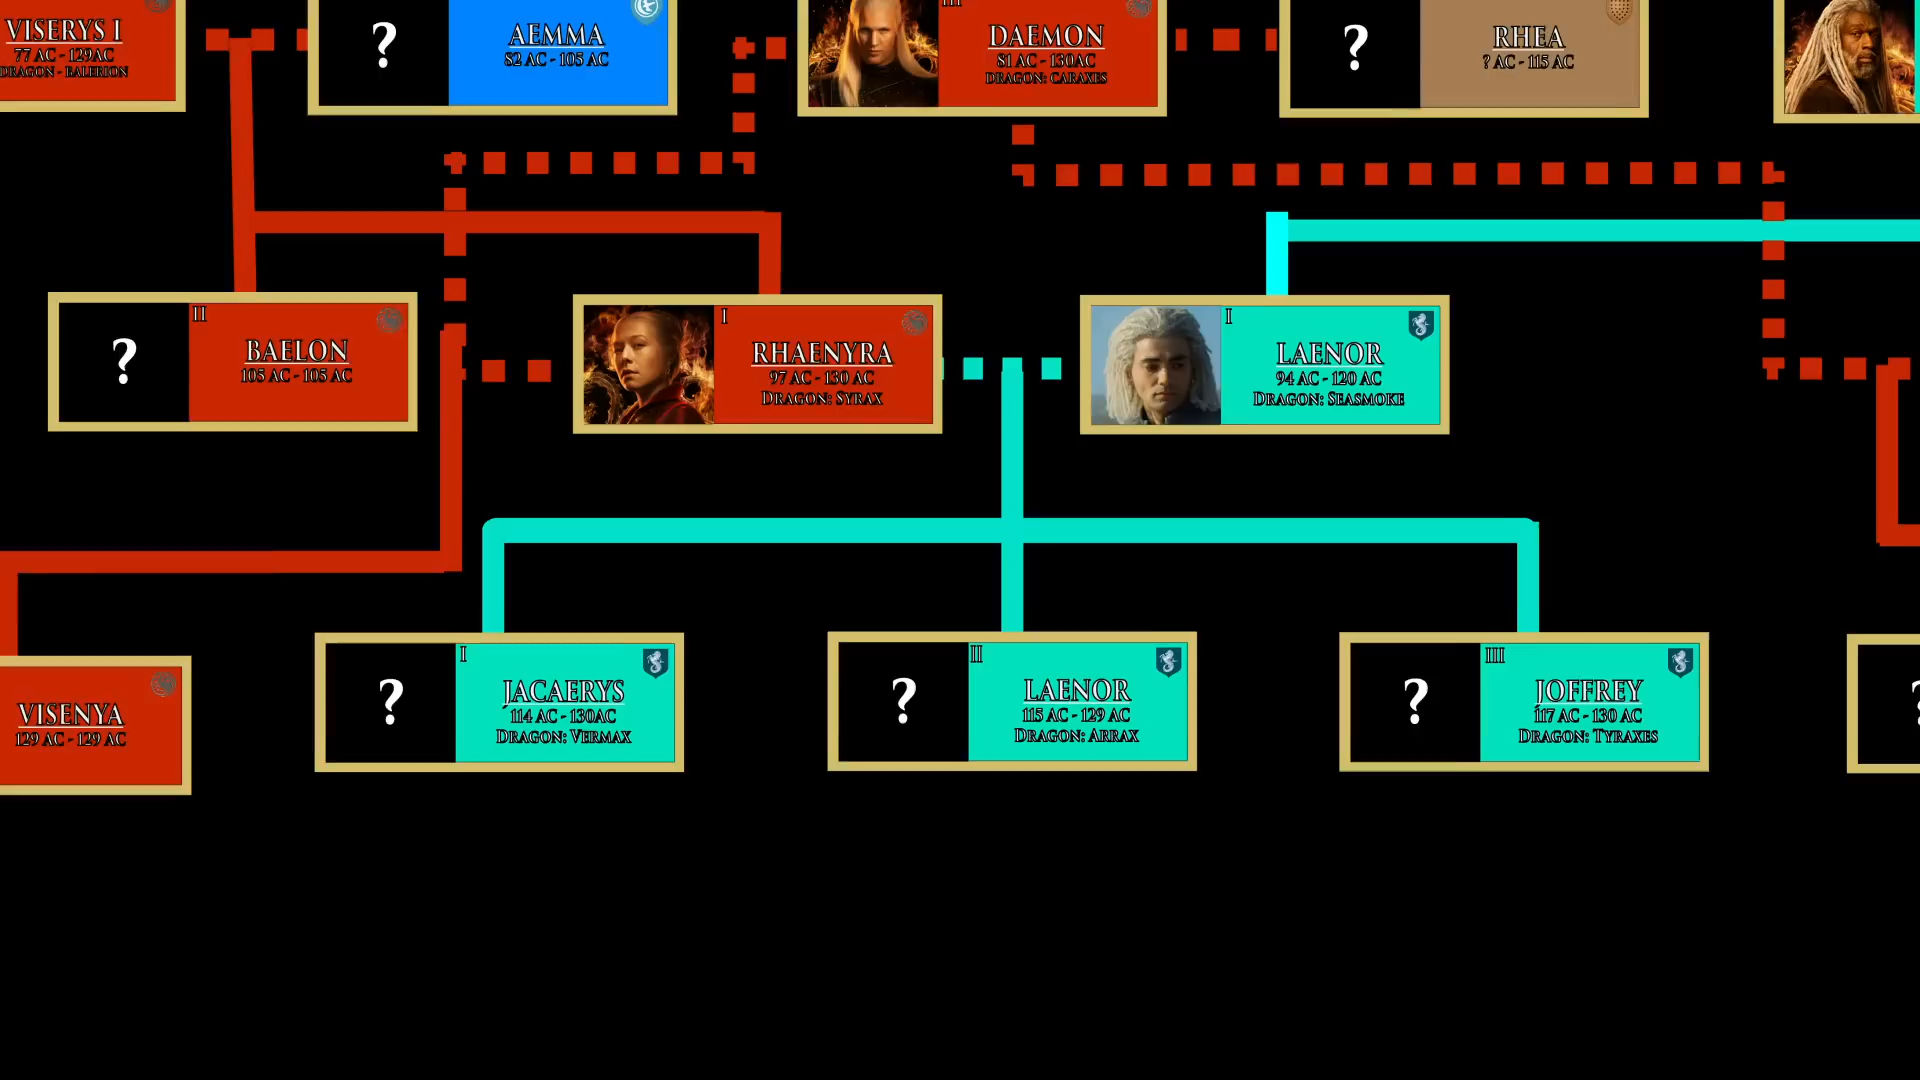 VISERYS I
77 AC - 129AC
DRAGON - BALERION
?
AEMMA
82 AC - 105 AC
III
DAEMON
81 AC - 130AC
DRAGON: CARAXES
?
RHEA
? AC - 115 AC
?
II
BAELON
105 AC - 105 AC
I
RHAENYRA
97 AC - 130 AC
DRAGON: SYRAX
I
LAENOR
94 AC - 120 AC
DRAGON: SEASMOKE
VISENYA
129 AC - 129 AC
?
I
JACAERYS
114 AC - 130AC
DRAGON: VERMAX
?
II
LAENOR
115 AC - 129 AC
DRAGON: ARRAX
?
III
JOFFREY
117 AC - 130 AC
DRAGON: TYRAXES
?